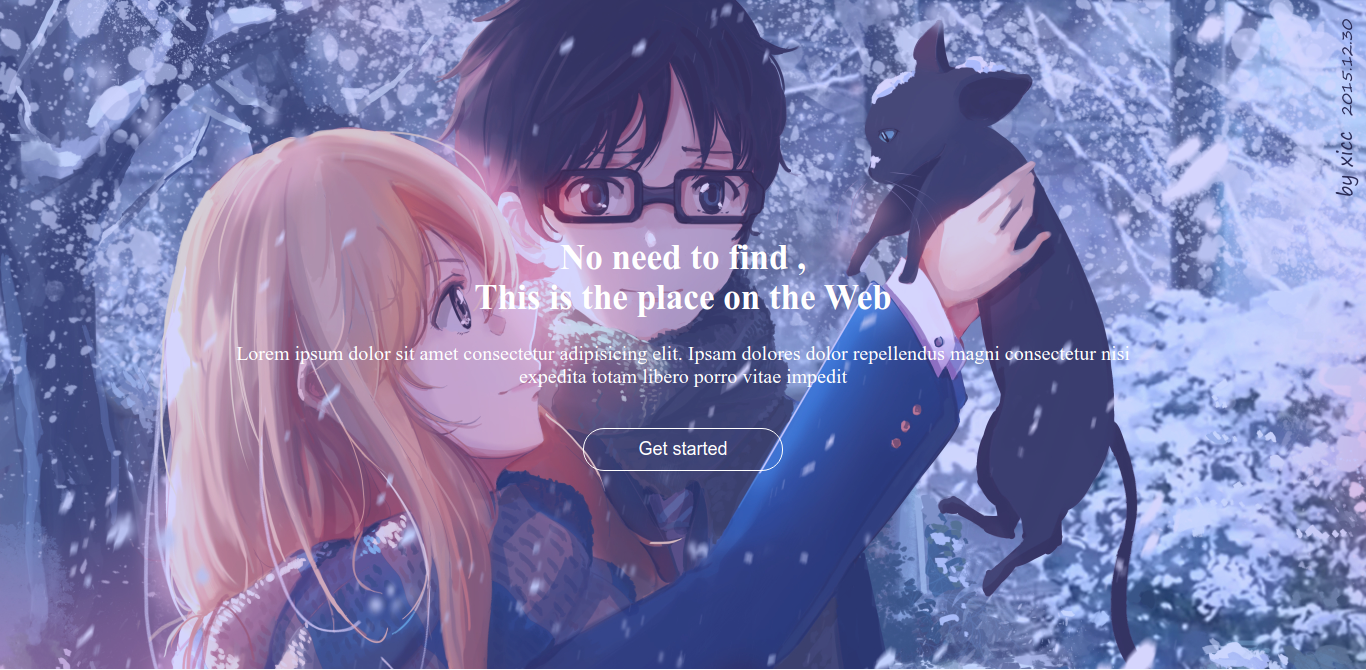 No need to find ,
This is the place on the Web
Lorem ipsum dolor sit amet consectetur adipisicing elit. Ipsam dolores dolor repellendus magni consectetur nisi
expedita totam libero porro vitae impedit
Get started
by xicc 2015.12.30